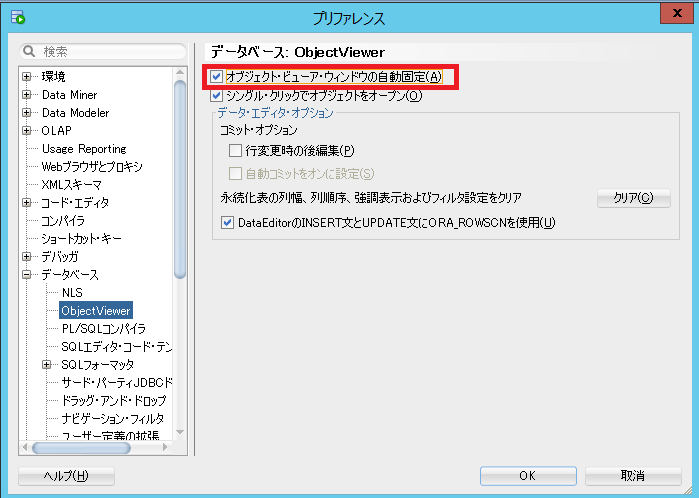 プリファレンス
X
検索
環境
Data Miner
Data Modeler
OLAP
Usage Reporting
Webブラウザとプロキシ
XMLスキーマ
コード・エディタ
コンパイラ
ショートカット・キー
デバッガ
データベース
NLS
ObjectViewer
PL/SQLコンパイラ
SQLエディタ・コード・テン
SQLフォーマッタ
サード・パーティJDBCド
ドラッグ・アンド・ドロップ
ナビゲーション・フィルタ
ユーザー定義の拡張
データベース: ObjectViewer
オブジェクト・ビューア・ウィンドウの自動固定(A)
シングル・クリックでオブジェクトをオープン(O)
データ・エディタ・オプション
コミット・オプション
行変更時の後編集(P)
自動コミットをオンに設定(S)
永続化表の列幅、列順序、強調表示およびフィルタ設定をクリア
クリア(C)
DataEditorのINSERT文とUPDATE文にORA_ROWSCNを使用(U)
ヘルプ(H)
OK
取消